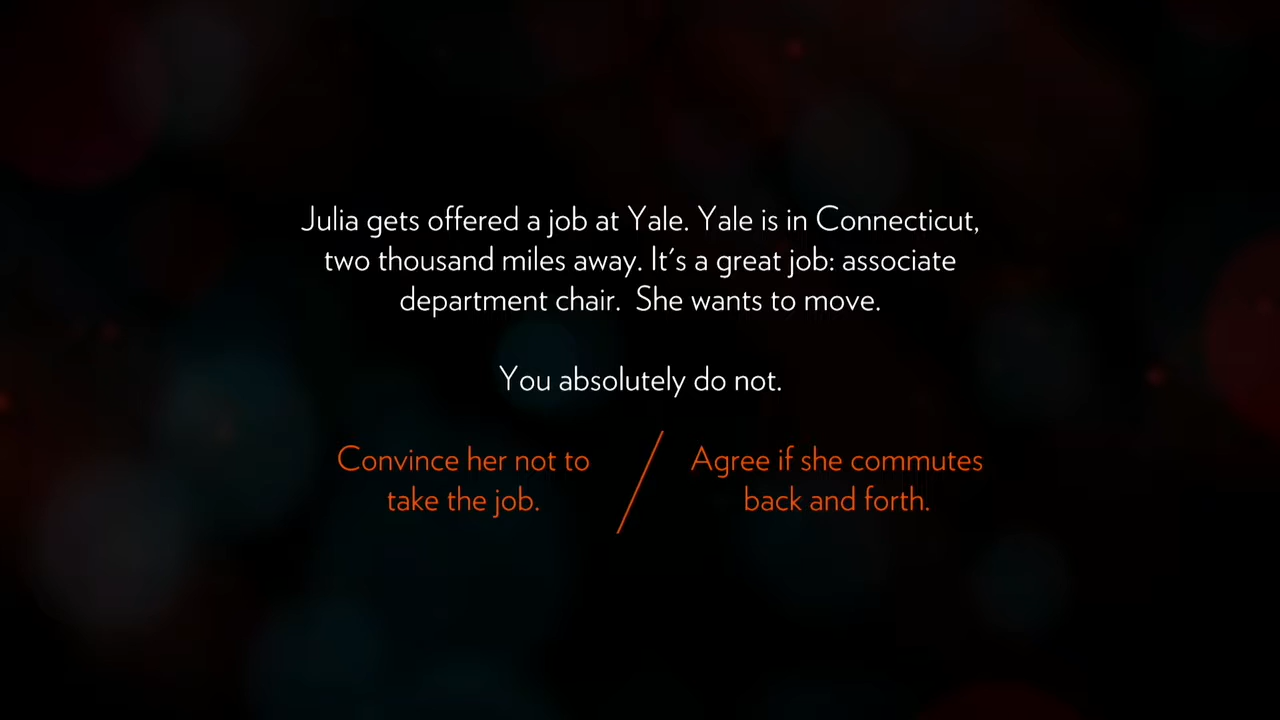 Julia gets offered a job at Yale. Yale is in Connecticut,
two thousand miles away. It's a great job: associate
department chair.  She wants to move.
You absolutely do not.
Convince her not to
take the job.
Agree if she commutes
back and forth.